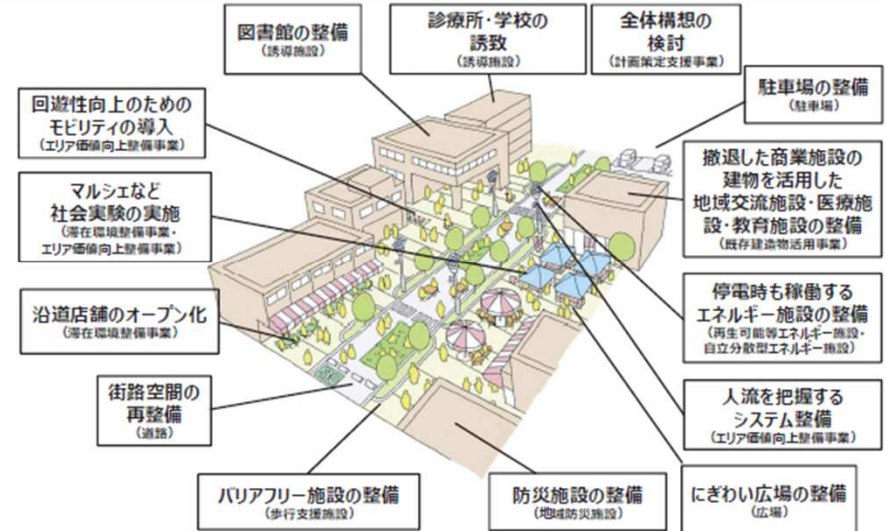 図書館の整備
(誘導施設)
診療所・学校の
誘致
(誘導施設)
全体構想の
検討
(計画策定支援事業)
駐車場の整備
(駐車場)
回遊性向上のための
モビリティの導入
(エリア価値向上整備事業)
撤退した商業施設の
建物を活用した
地域交流施設・医療施
設・教育施設の整備
(既存建造物活用事業)
マルシェなど
社会実験の実施
(滞在環境整備事業・
エリア価値向上整備事業)
停電時も稼働する
エネルギー施設の整備
(再生可能等エネルギー施設・
自立分散型エネルギー施設)
沿道店舗のオープン化
(滞在環境整備事業)
街路空間の
再整備
(道路)
人流を把握する
システム整備
(エリア価値向上整備事業)
バリアフリー施設の整備
(歩行支援施設)
防災施設の整備
(地域防災施設)
にぎわい広場の整備
(広場)